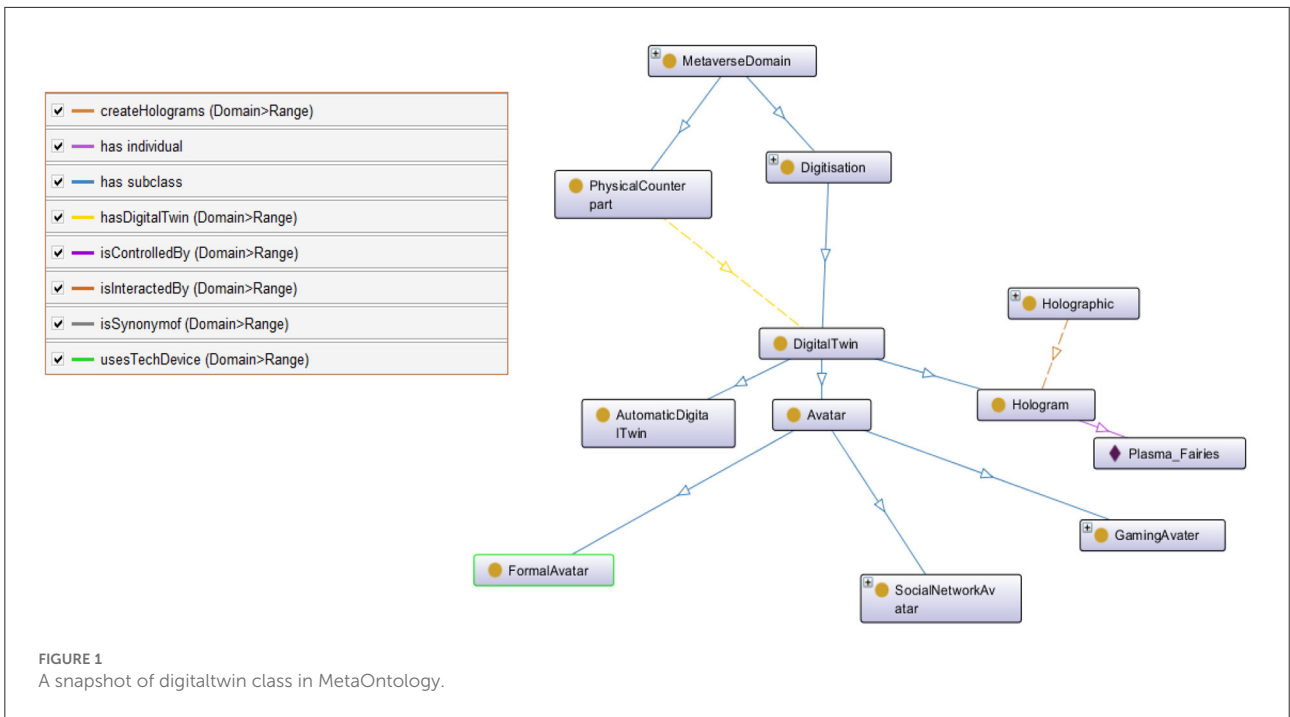 MetaverseDomain
createHolograms (Domain>Range)
has individual
has subclass
hasDigitalTwin (Domain>Range)
isControlledBy (Domain>Range)
isInteractedBy (Domain>Range)
isSynonymof (Domain>Range)
usesTechDevice (Domain>Range)
Digitisation
PhysicalCounter
part
Holographic
DigitalTwin
Hologram
AutomaticDigita
lTwin
Avatar
Plasma_Fairies
GamingAvater
FormalAvatar
SocialNetworkAv
atar
FIGURE 1
A snapshot of digitaltwin class in MetaOntology.